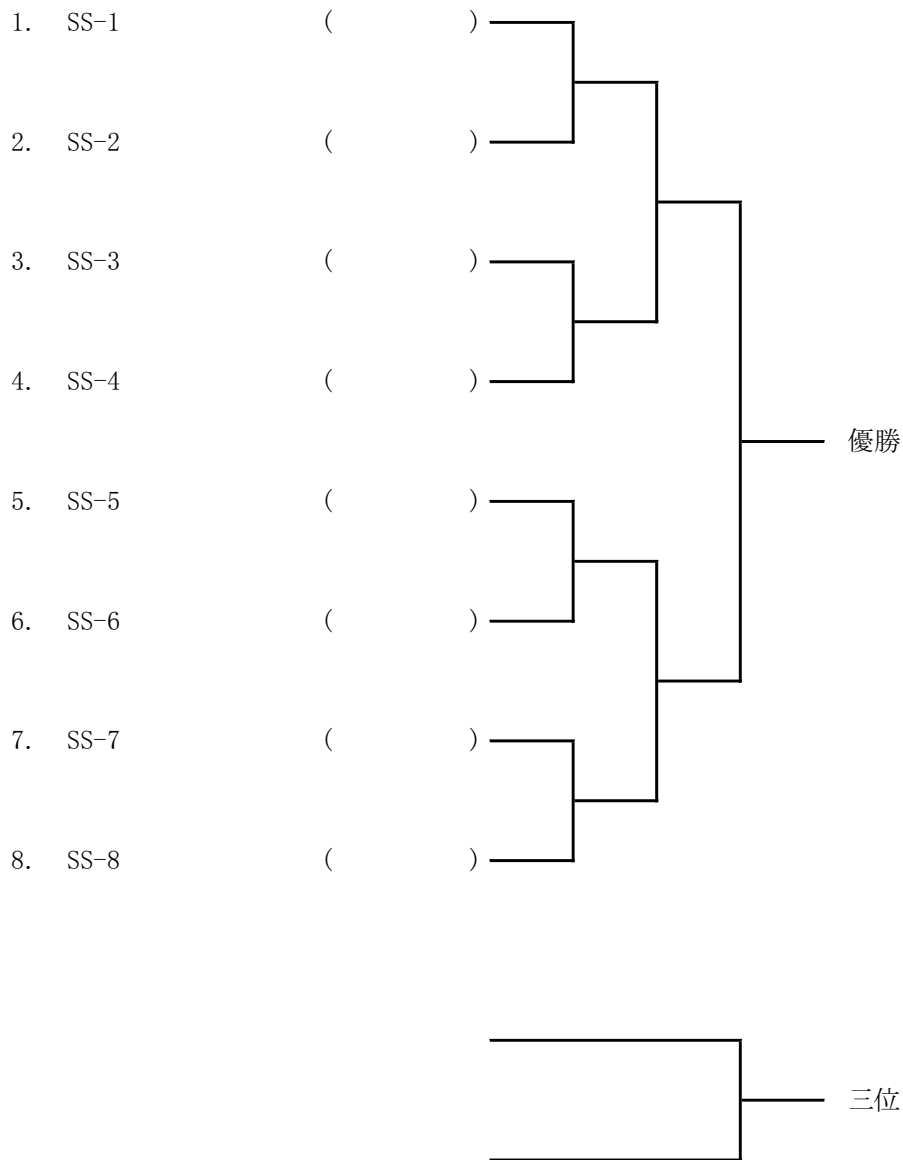 1. SS-1 ( )
2. SS-2 ( )
3. SS-3 ( )
4. SS-4 ( )
優勝
5. SS-5 ( )
6. SS-6 ( )
7. SS-7 ( )
8. SS-8 ( )
三位